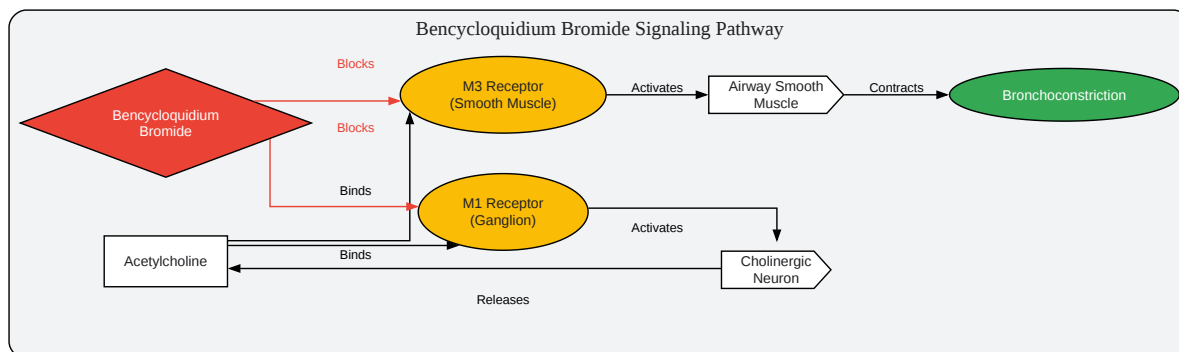 Bencycloquidium Bromide Signaling Pathway
Blocks
M3 Receptor
(Smooth Muscle)
Activates
Airway Smooth
Muscle
Contracts
Bronchoconstriction
Bencycloquidium
Bromide
Blocks
Binds
M1 Receptor
(Ganglion)
Activates
Acetylcholine
Binds
Cholinergic
Neuron
Releases